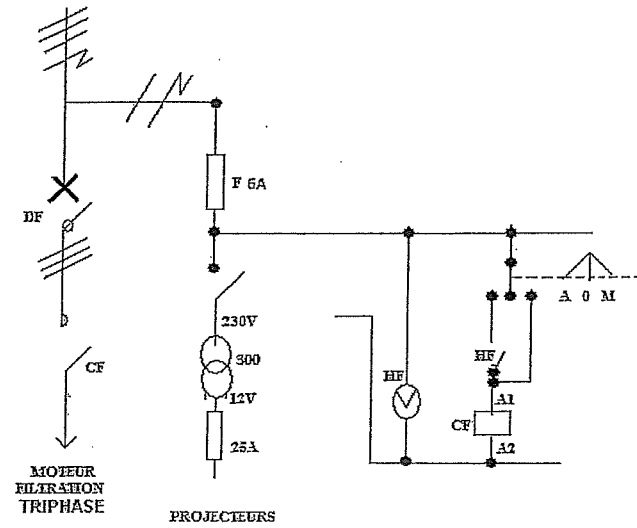 F 6A
DF
A 0 M
230V
300
HF
HF
CF
12V
A1
CF
25A
A2
MOTEUR
FILTRATION
TRIPHASE
PROJECTEURS